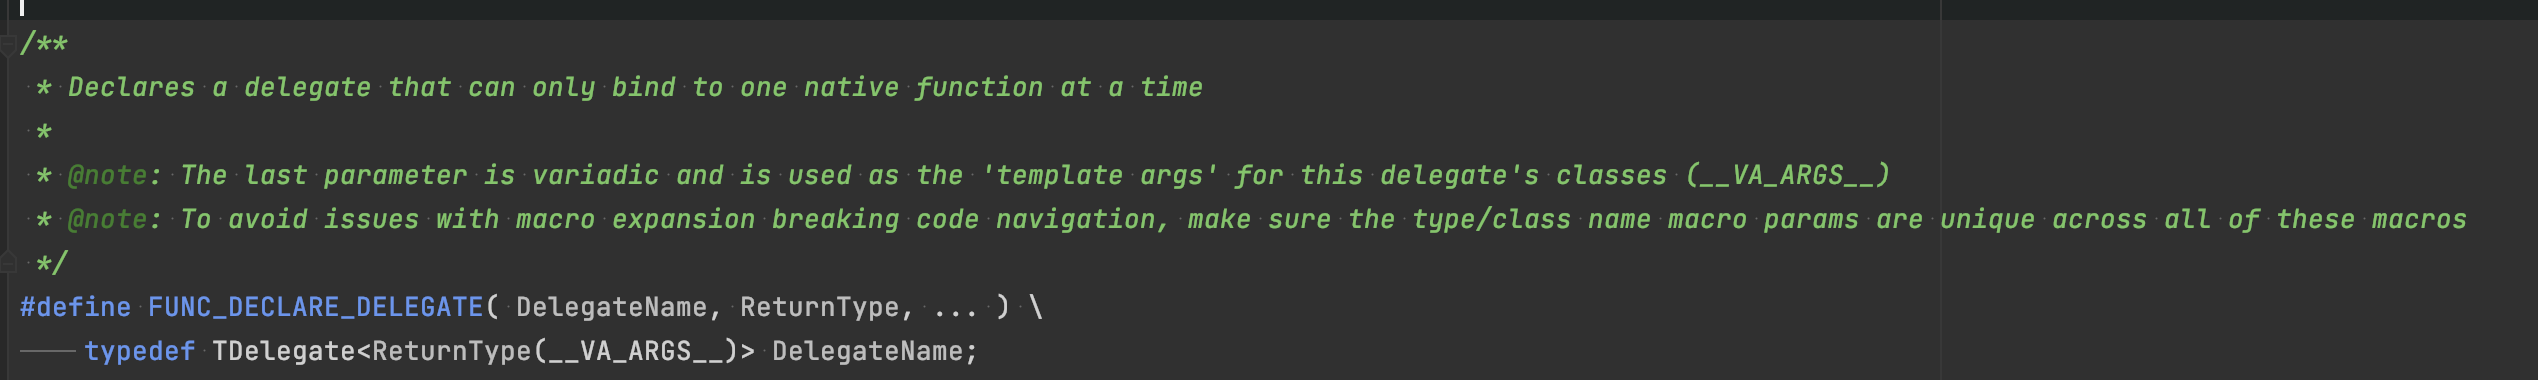 /**
 * Declares a delegate that can only bind to one native function at a time
 *
 * @note: The last parameter is variadic and is used as the 'template args' for this delegate's classes (__VA_ARGS__)
 * @note: To avoid issues with macro expansion breaking code navigation, make sure the type/class name macro params are unique across all of these macros
 */
#define FUNC_DECLARE_DELEGATE( DelegateName, ReturnType, ... ) \
    typedef TDelegate<ReturnType(__VA_ARGS__)> DelegateName;